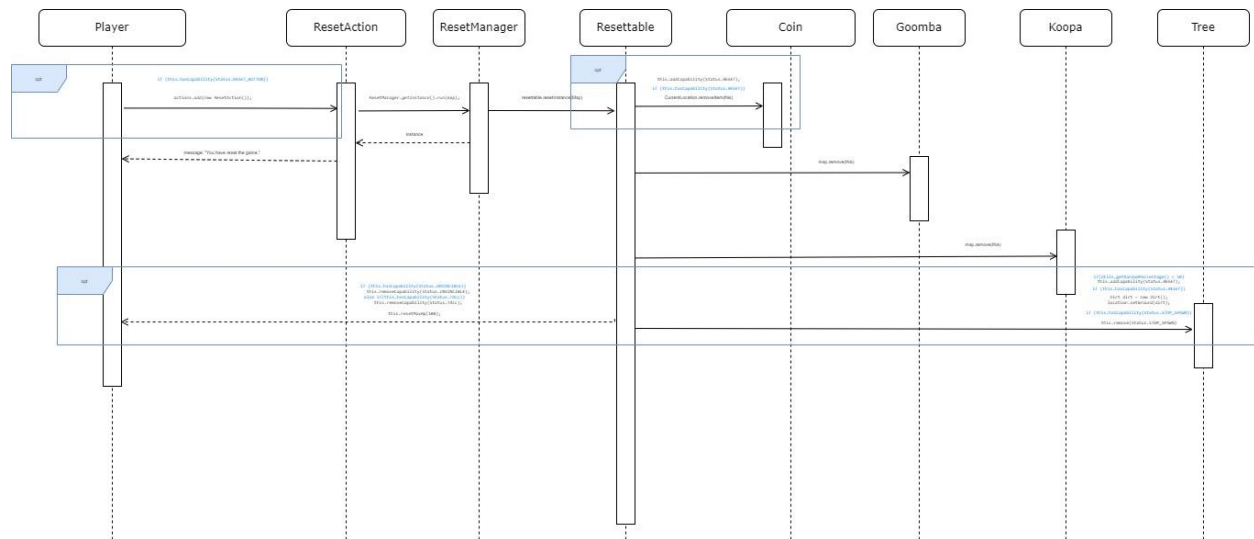 Player
ResetAction
ResetManager
Resettable
Coin
Goomba
Koopa
Tree
opt
if (this.hasCapability(Status.RESET_BUTTON))
actions.add(new ResetAction());
ResetManager.getInstance().run(map);
resettable.resetInstance(Map)
opt
this.addCapability(Status.RESET);
if (this.hasCapability(Status.RESET))
CurrentLocation.removeItem(this)
instance
message: "You have reset the game."
map.remove(this)
map.remove(this)
opt
if (this.hasCapability(Status.INVINCIBLE))
this.removeCapability(Status.INVINCIBLE);
else if(this.hasCapability(Status.TALL))
this.removeCapability(Status.TALL);
this.resetMaxHp(100);
this.addCapability(Status.RESET);
if (this.hasCapability(Status.RESET))
Dirt dirt = new Dirt();
location.setGround(dirt);
if (this.hasCapability(Status.STOP_SPAWN))
this.remove(Status.STOP_SPAWN)